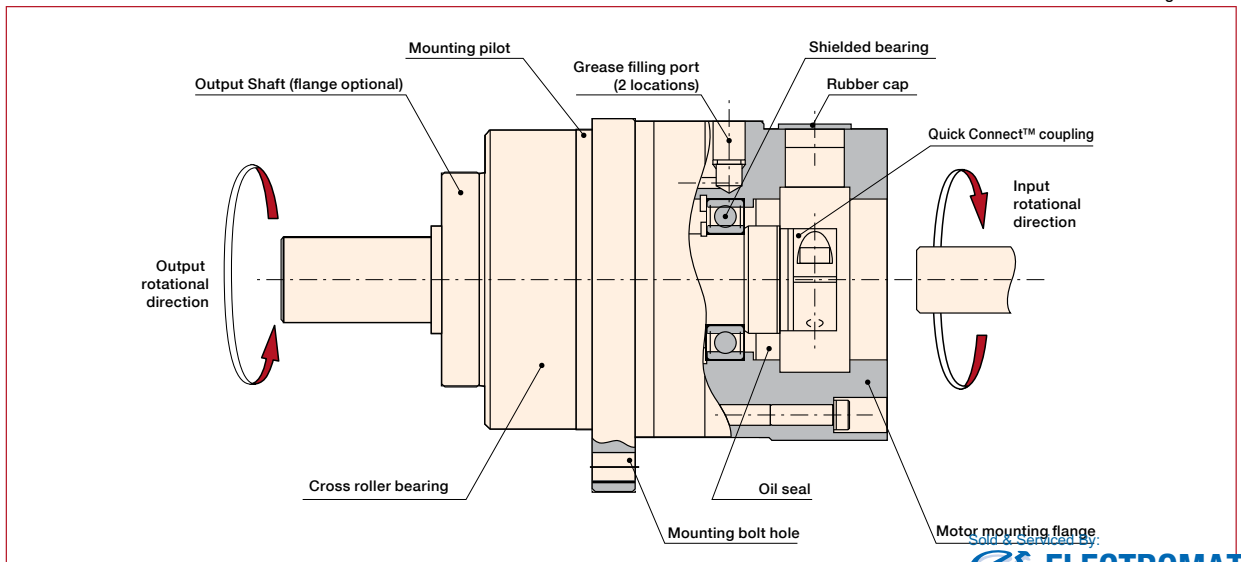 Mounting pilot
Shielded bearing
Grease filling port
(2 locations)
Output Shaft (flange optional)
Rubber cap
Quick Connect™ coupling
Input
rotational
direction
Output
rotational
direction
Cross roller bearing
Oil seal
Mounting bolt hole
Motor mounting flange
Sold & Serviced By: